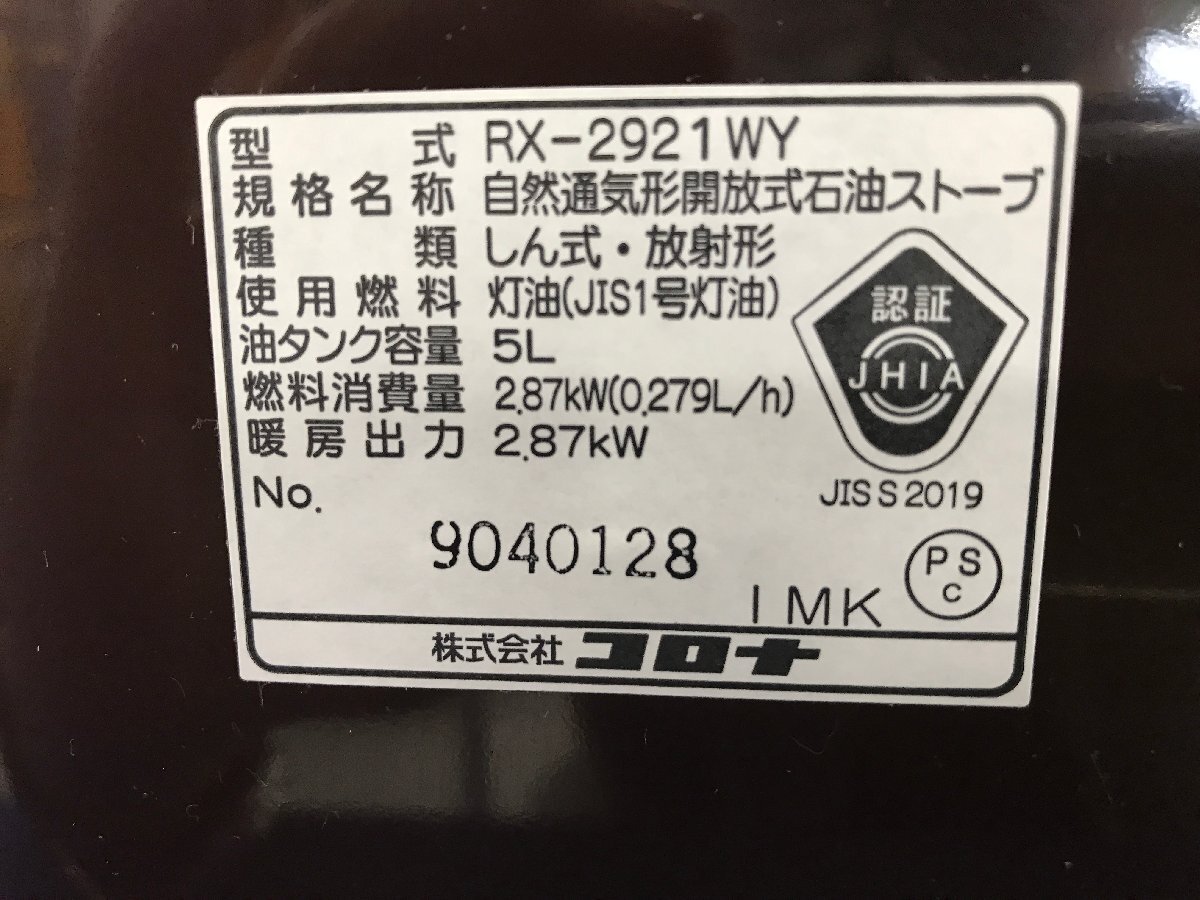 型式 RX-2921WY
規格名称 自然通気形開放式石油ストーブ
種類 しん式・放射形
使用燃料 灯油(JIS1号灯油)
油タンク容量 5L
燃料消費量 2.87kW(0.279L/h)
暖房出力 2.87kW
認証
JHIA
JIS S 2019
No.
9040128
PS
C
IMK
株式会社 コロナ